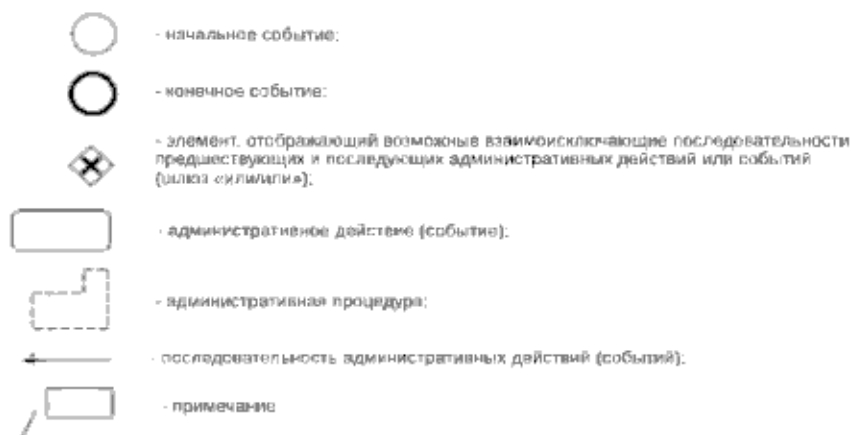 - начальное событие;
- конечное событие;
- элемент, отображающий возможные взаимоисключающие последовательности
предшествующих и последующих административных действий или событий
(шлюз «или/или»);
- административное действие (событие);
- административная процедура;
- последовательность административных действий (событий);
- примечание